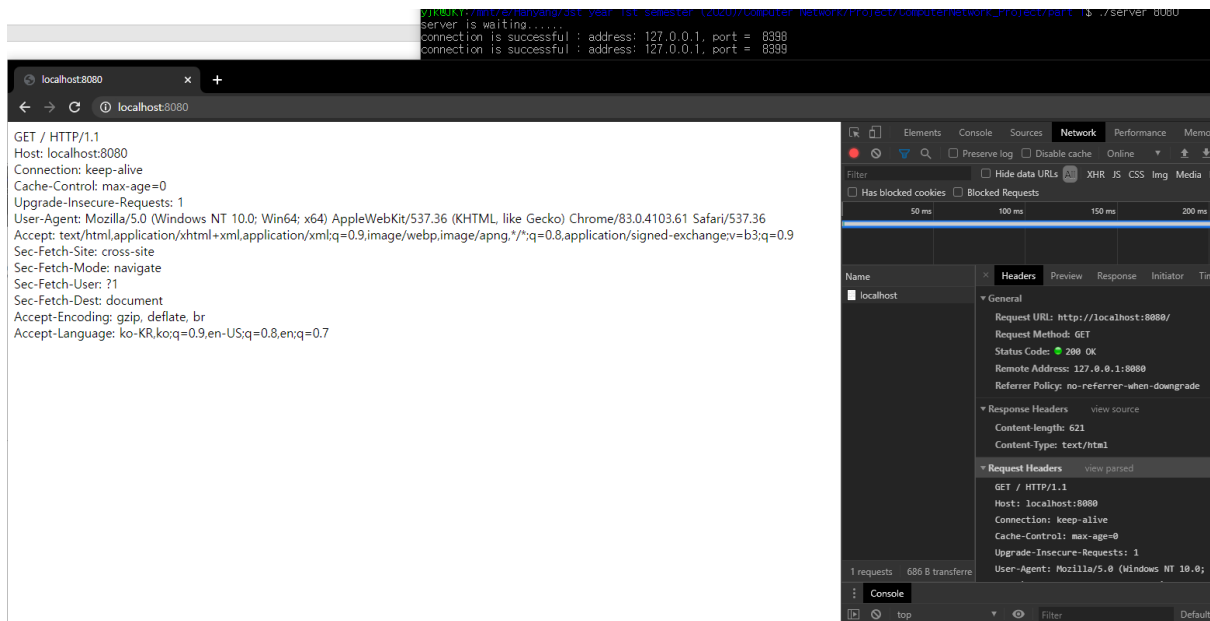 $ ./server 8080
server is waiting......
connection is successful : address: 127.0.0.1, port = 8398
connection is successful : address: 127.0.0.1, port = 8399
localhost:8080
localhost:8080
GET / HTTP/1.1
Host: localhost:8080
Connection: keep-alive
Cache-Control: max-age=0
Upgrade-Insecure-Requests: 1
User-Agent: Mozilla/5.0 (Windows NT 10.0; Win64; x64) AppleWebKit/537.36 (KHTML, like Gecko) Chrome/83.0.4103.61 Safari/537.36
Accept: text/html,application/xhtml+xml,application/xml;q=0.9,image/webp,image/apng,*/*;q=0.8,application/signed-exchange;v=b3;q=0.9
Sec-Fetch-Site: cross-site
Sec-Fetch-Mode: navigate
Sec-Fetch-User: ?1
Sec-Fetch-Dest: document
Accept-Encoding: gzip, deflate, br
Accept-Language: ko-KR,ko;q=0.9,en-US;q=0.8,en;q=0.7
Elements Console Sources Network Performance Memo
Preserve log Disable cache Online
Filter Hide data URLs All XHR JS CSS Img Media
Has blocked cookies Blocked Requests
50 ms 100 ms 150 ms 200 ms
Name
localhost
× Headers Preview Response Initiator Tin
General
Request URL: http://localhost:8080/
Request Method: GET
Status Code: 200 OK
Remote Address: 127.0.0.1:8080
Referrer Policy: no-referrer-when-downgrade
Response Headers view source
Content-length: 621
Content-Type: text/html
Request Headers view parsed
GET / HTTP/1.1
Host: localhost:8080
Connection: keep-alive
Cache-Control: max-age=0
Upgrade-Insecure-Requests: 1
User-Agent: Mozilla/5.0 (Windows NT 10.0;
1 requests 686 B transferre
Console
top Filter Default